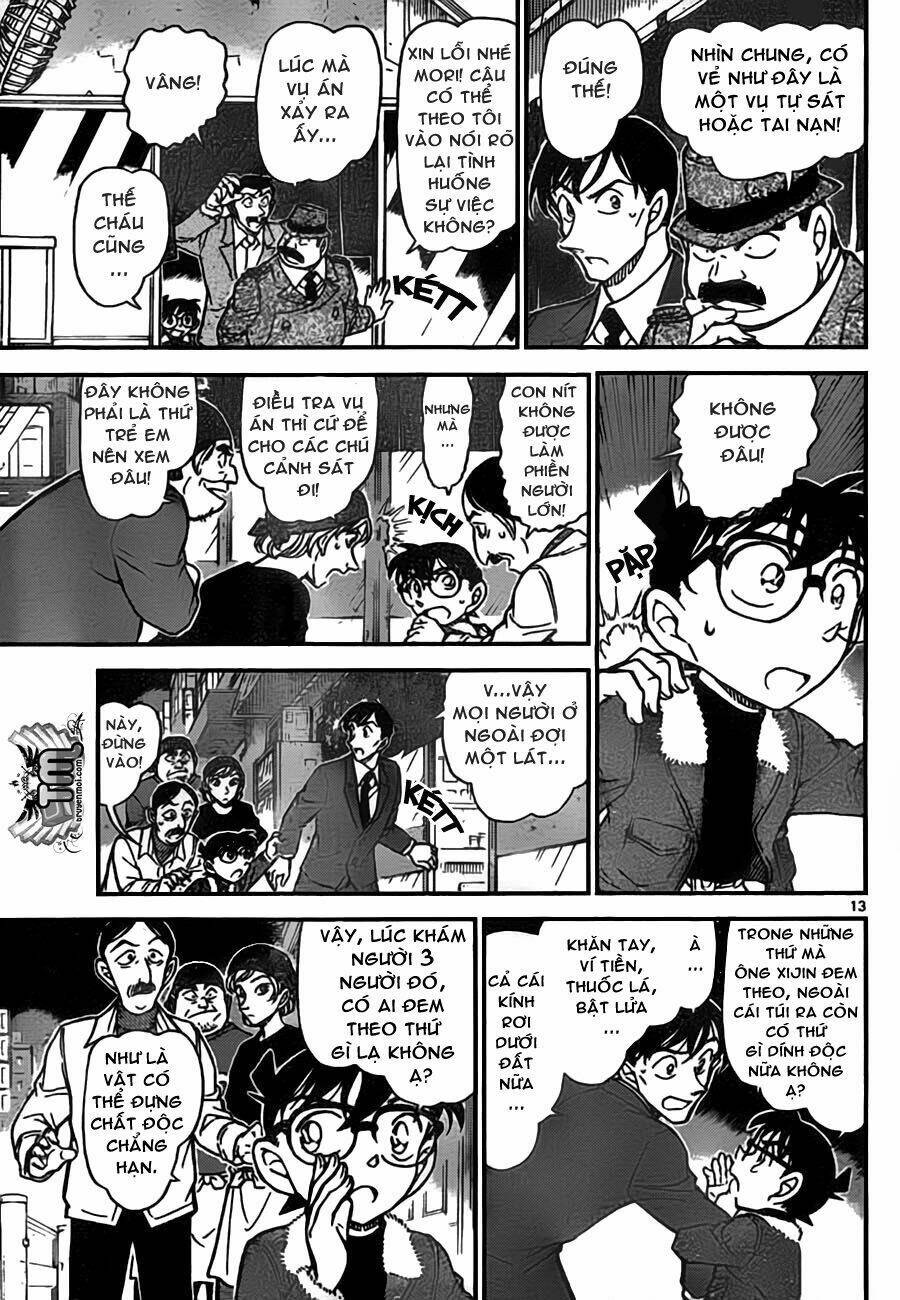 NHÌN CHUNG, CÓ
VẺ NHƯ ĐÂY LÀ
MỘT VỤ TỰ SÁT
HOẶC TAI NẠN!
ĐÚNG
THẾ!
XIN LỖI NHÉ
MORI! CẬU
CÓ THỂ
THEO TÔI
VÀO NÓI RÕ
LẠI TÌNH
HUỐNG
SỰ VIỆC
KHÔNG?
LÚC MÀ
VỤ ÁN
XẢY RA
ẤY...
VÂNG!
THẾ
CHÁU
CŨNG
...
KÉTT
KHÔNG
ĐƯỢC
ĐÂU!
PẶP
CON NÍT
KHÔNG
ĐƯỢC LÀM
PHIỀN
NGƯỜI
LỚN!
NHƯNG
MÀ
...
KỊCH
ĐIỀU TRA VỤ
ÁN THÌ CỨ ĐỂ
CHO CÁC CHÚ
CẢNH SÁT
ĐI!
ĐÂY KHÔNG
PHẢI LÀ THỨ
TRẺ EM
NÊN XEM
ĐÂU!
V...VẬY
MỌI NGƯỜI Ở
NGOÀI ĐỢI
MỘT LÁT.
KÉTT
NÀY,
ĐỪNG
VÀO!
TM
truyenmoi.com
13
TRONG NHỮNG
THỨ MÀ
ÔNG XIJIN ĐEM
THEO, NGOÀI
CÁI TÚI RA CÒN
CÓ THỨ
GÌ DÍNH ĐỘC
NỮA KHÔNG
Ạ?
À
KHĂN TAY,
VÍ TIỀN,
THUỐC LÁ,
BẬT LỬA
...
CẢ CÁI
KÍNH
RƠI
DƯỚI
ĐẤT
NỮA
...
VẬY, LÚC KHÁM
NGƯỜI 3
NGƯỜI ĐÓ,
CÓ AI ĐEM
THEO THỨ
GÌ LẠ KHÔNG
Ạ?
NHƯ LÀ
VẬT CÓ
THỂ ĐỰNG
CHẤT ĐỘC
CHẲNG
HẠN.